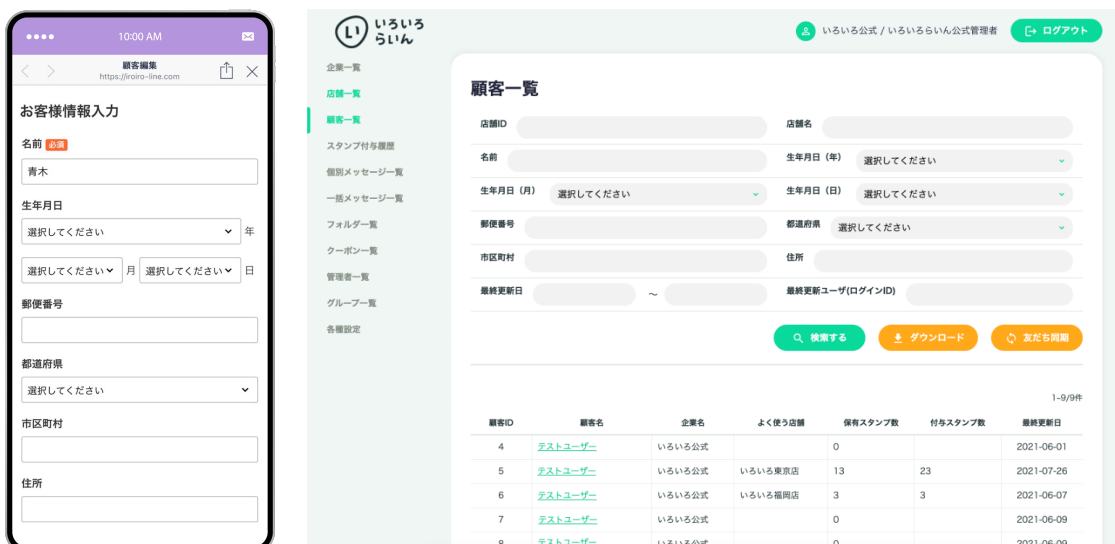 10:00 AM
顧客編集
https://iroiro-line.com
お客様情報入力
名前 必須
青木
生年月日
選択してください 年
選択してください 月 選択してください 日
郵便番号
都道府県
選択してください
市区町村
住所
いろいろ
らいん
いろいろ公式 / いろいろらいん公式管理者 ログアウト
企業一覧
店舗一覧
顧客一覧
スタンプ付与履歴
個別メッセージ一覧
一括メッセージ一覧
フォルダ一覧
クーポン一覧
管理者一覧
グループ一覧
各種設定
顧客一覧
店舗ID 店舗名
名前 生年月日（年） 選択してください
生年月日（月） 選択してください 生年月日（日） 選択してください
郵便番号 都道府県 選択してください
市区町村 住所
最終更新日 〜 最終更新ユーザ(ログインID)
検索する ダウンロード 友だち同期
1-9/9件
顧客ID 顧客名 企業名 よく使う店舗 保有スタンプ数 付与スタンプ数 最終更新日
4 テストユーザー いろいろ公式 0 2021-06-01
5 テストユーザー いろいろ公式 いろいろ東京店 13 23 2021-07-26
6 テストユーザー いろいろ公式 いろいろ福岡店 3 3 2021-06-07
7 テストユーザー いろいろ公式 0 2021-06-09
8 テストユーザー いろいろ公式 0 2021-06-09